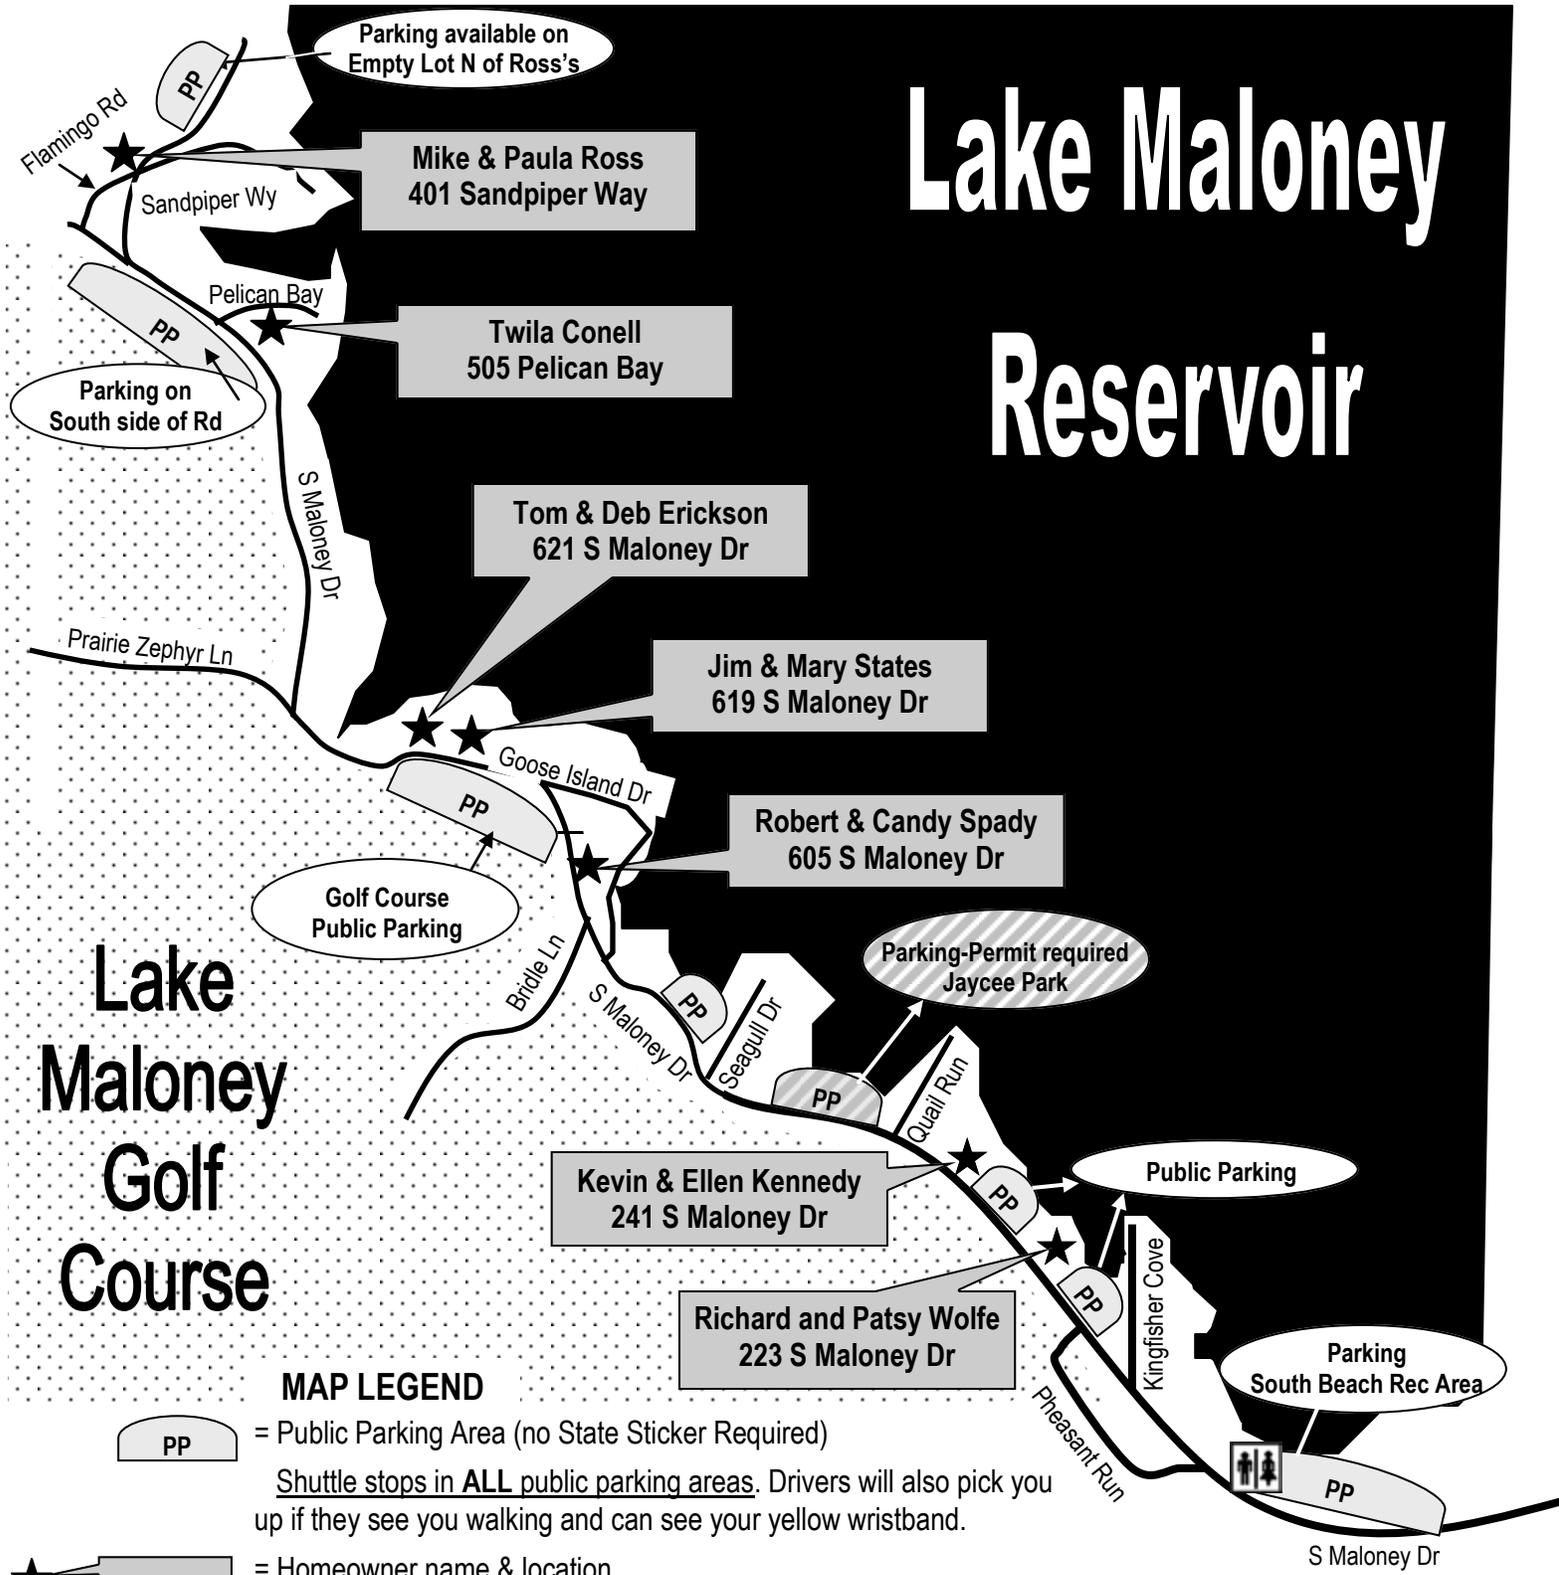 Parking available on
Empty Lot N of Ross's
PP
Flamingo Rd
Mike & Paula Ross
401 Sandpiper Way
Sandpiper Wy
Lake Maloney
Reservoir
Pelican Bay
PP
Twila Conell
505 Pelican Bay
Parking on
South side of Rd
S Maloney Dr
Tom & Deb Erickson
621 S Maloney Dr
Prairie Zephyr Ln
Jim & Mary States
619 S Maloney Dr
Goose Island Dr
PP
Robert & Candy Spady
605 S Maloney Dr
Golf Course
Public Parking
Bridle Ln
Lake
Maloney
Golf
Course
Parking-Permit required
Jaycee Park
S Maloney Dr
PP
Seagull Dr
PP
Quail Run
Kevin & Ellen Kennedy
241 S Maloney Dr
PP
Public Parking
Richard and Patsy Wolfe
223 S Maloney Dr
PP
Kingfisher Cove
Parking
South Beach Rec Area
Pheasant Run
PP
S Maloney Dr
MAP LEGEND
PP
= Public Parking Area (no State Sticker Required)
Shuttle stops in ALL public parking areas. Drivers will also pick you
up if they see you walking and can see your yellow wristband.
= Homeowner name & location